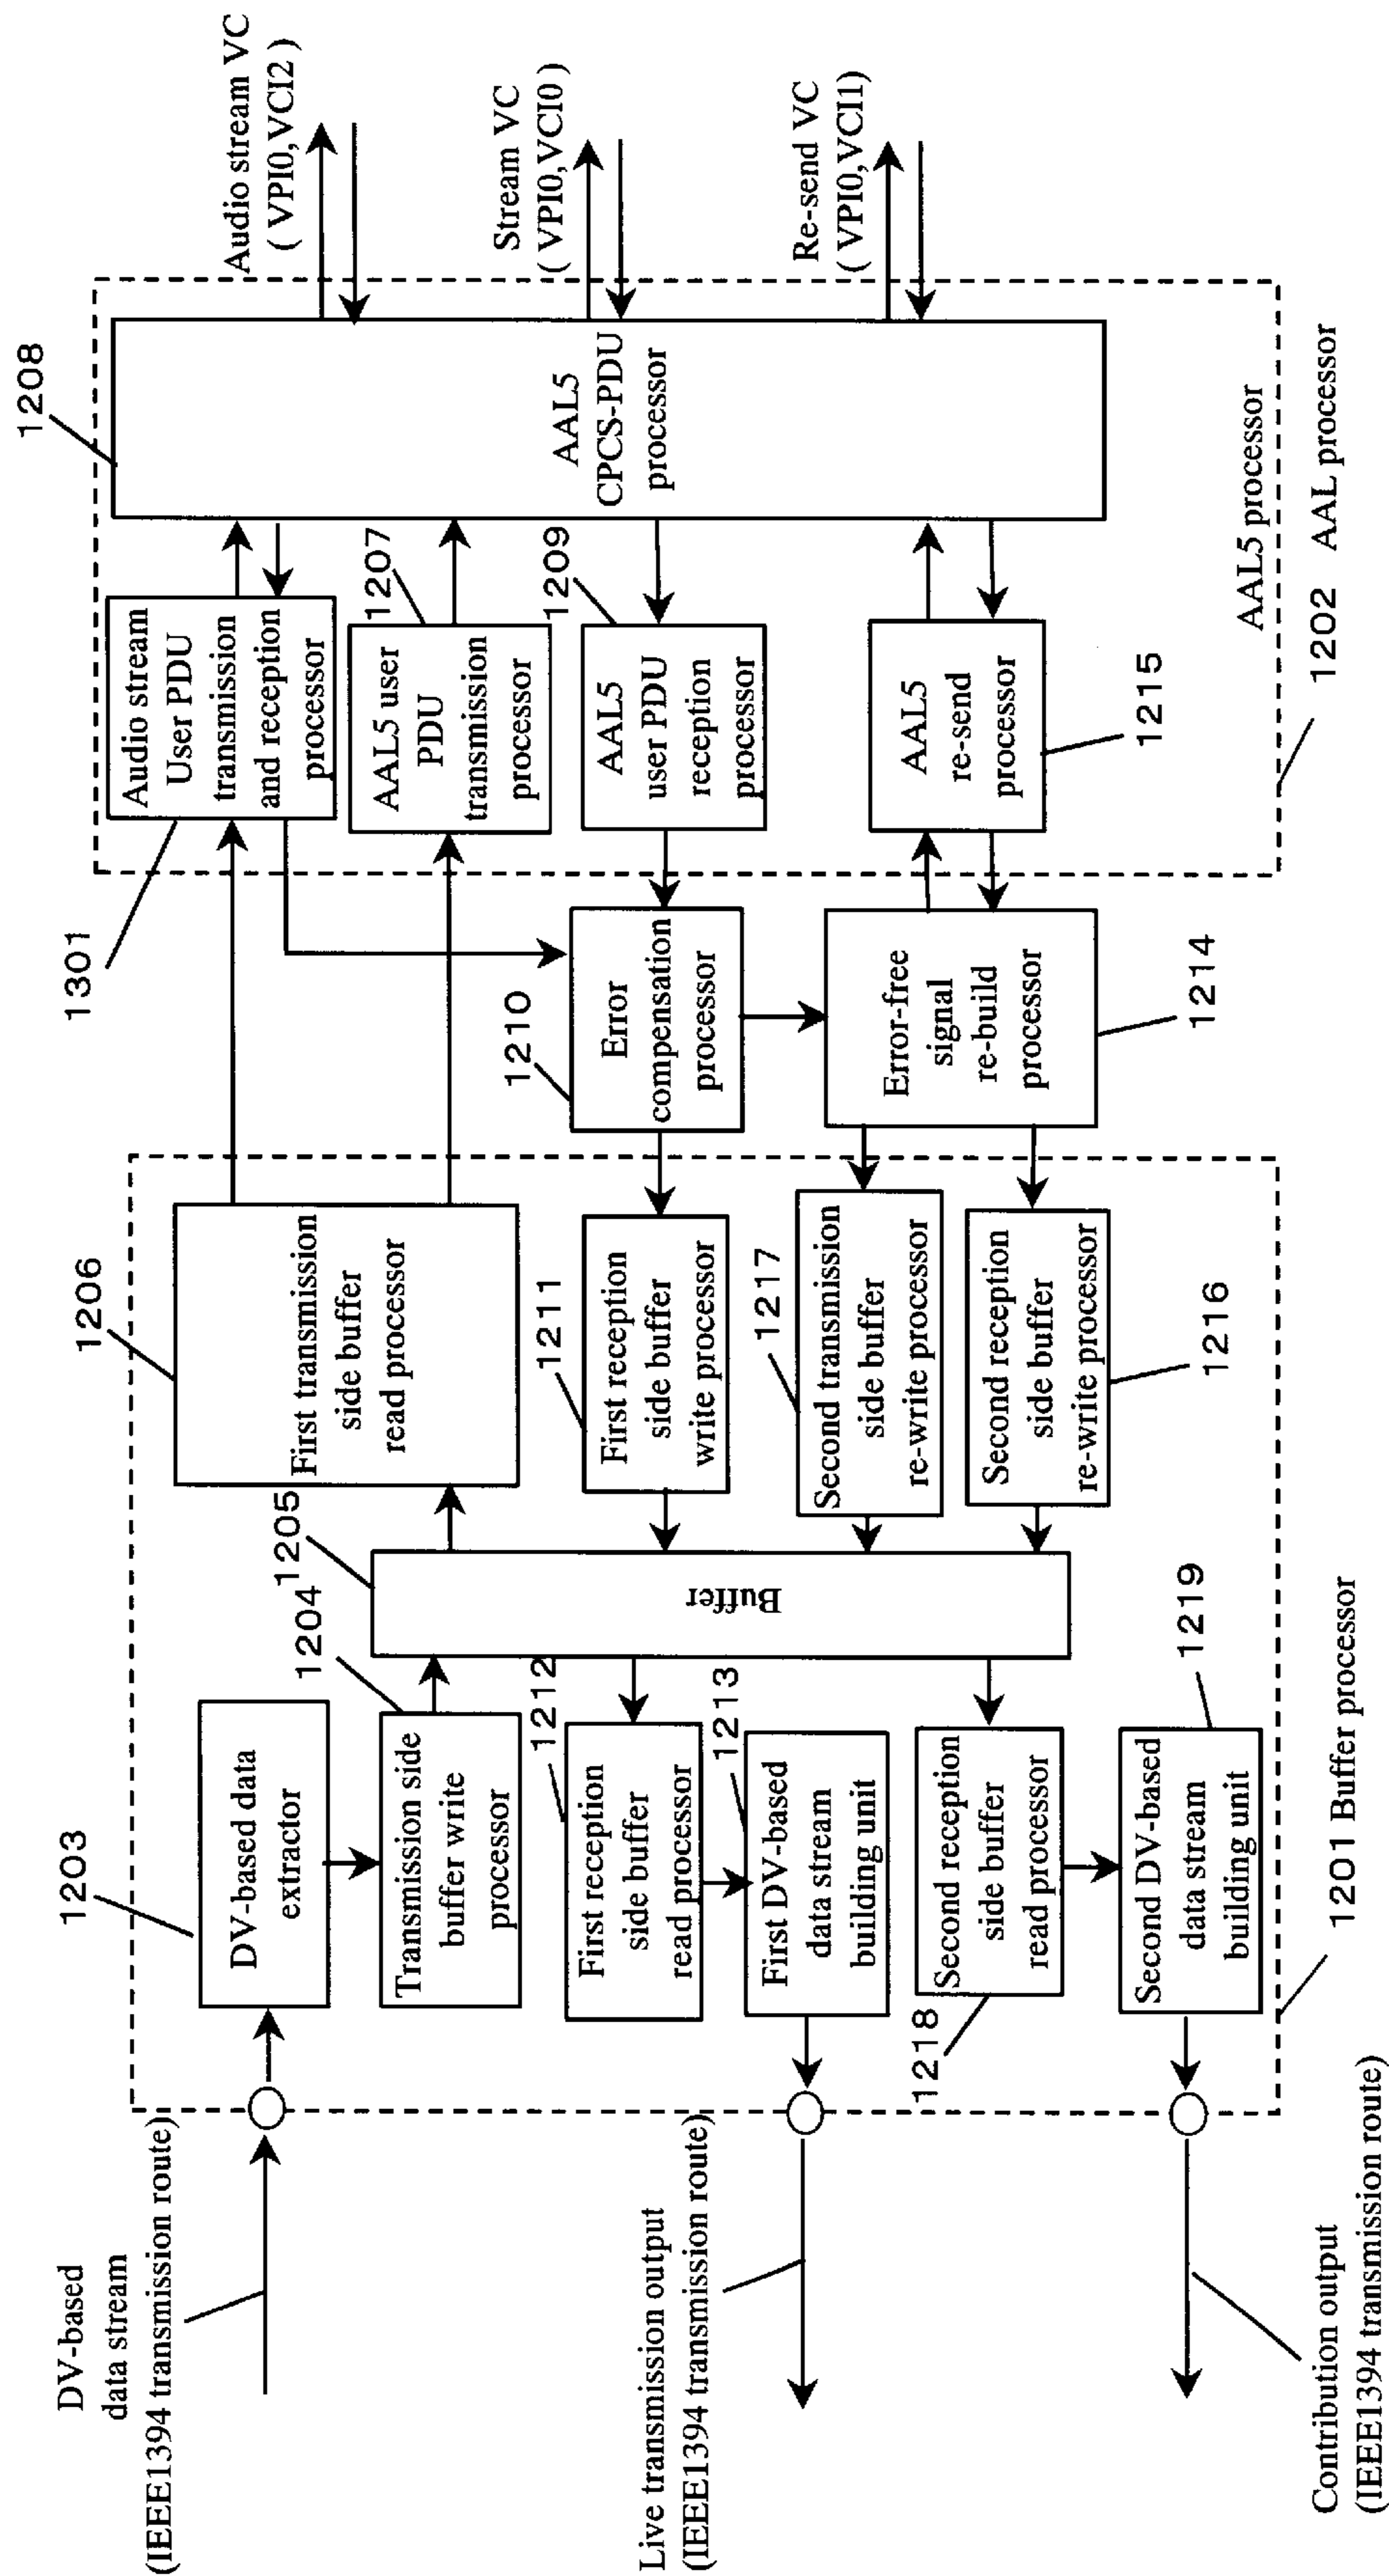 DV-based
data stream
(IEEE1394 transmission route)
Live transmission output
(IEEE1394 transmission route)
Contribution output
(IEEE1394 transmission route)
1203
DV-based data
extractor
1204
Transmission side
buffer write
processor
1212
First reception
side buffer
read processor
1213
First DV-based
data stream
building unit
1218
Second reception
side buffer
read processor
1219
Second DV-based
data stream
building unit
1205
Buffer
1206
First transmission
side buffer
read processor
1211
First reception
side buffer
write processor
1217
Second transmission
side buffer
re-write processor
1216
Second reception
side buffer
re-write processor
1201 Buffer processor
1210
Error
compensation
processor
1214
Error-free
signal
re-build
processor
1301
Audio stream
User PDU
transmission
and reception
processor
1207
AAL5 user
PDU
transmission
processor
1209
AAL5
user PDU
reception
processor
1215
AAL5
re-send
processor
1208
AAL5
CPCS-PDU
processor
AAL5 processor
1202 AAL processor
Audio stream VC
( VPI0,VCI2 )
Stream VC
( VPI0,VCI0 )
Re-send VC
( VPI0,VCI1)